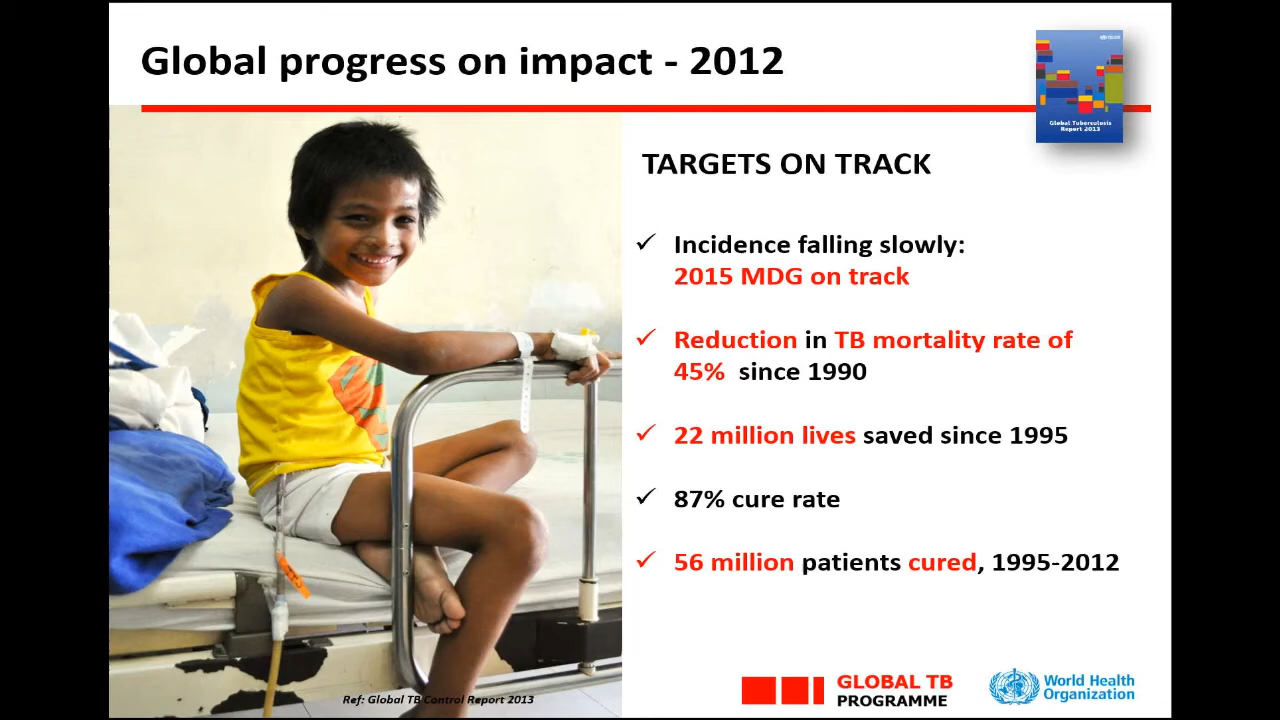 Global progress on impact - 2012
Global Tuberculosis
Report 2013
TARGETS ON TRACK
Incidence falling slowly:
2015 MDG on track
Reduction in TB mortality rate of
45% since 1990
22 million lives saved since 1995
87% cure rate
56 million patients cured, 1995-2012
Ref: Global TB Control Report 2013
GLOBAL TB
PROGRAMME
World Health
Organization